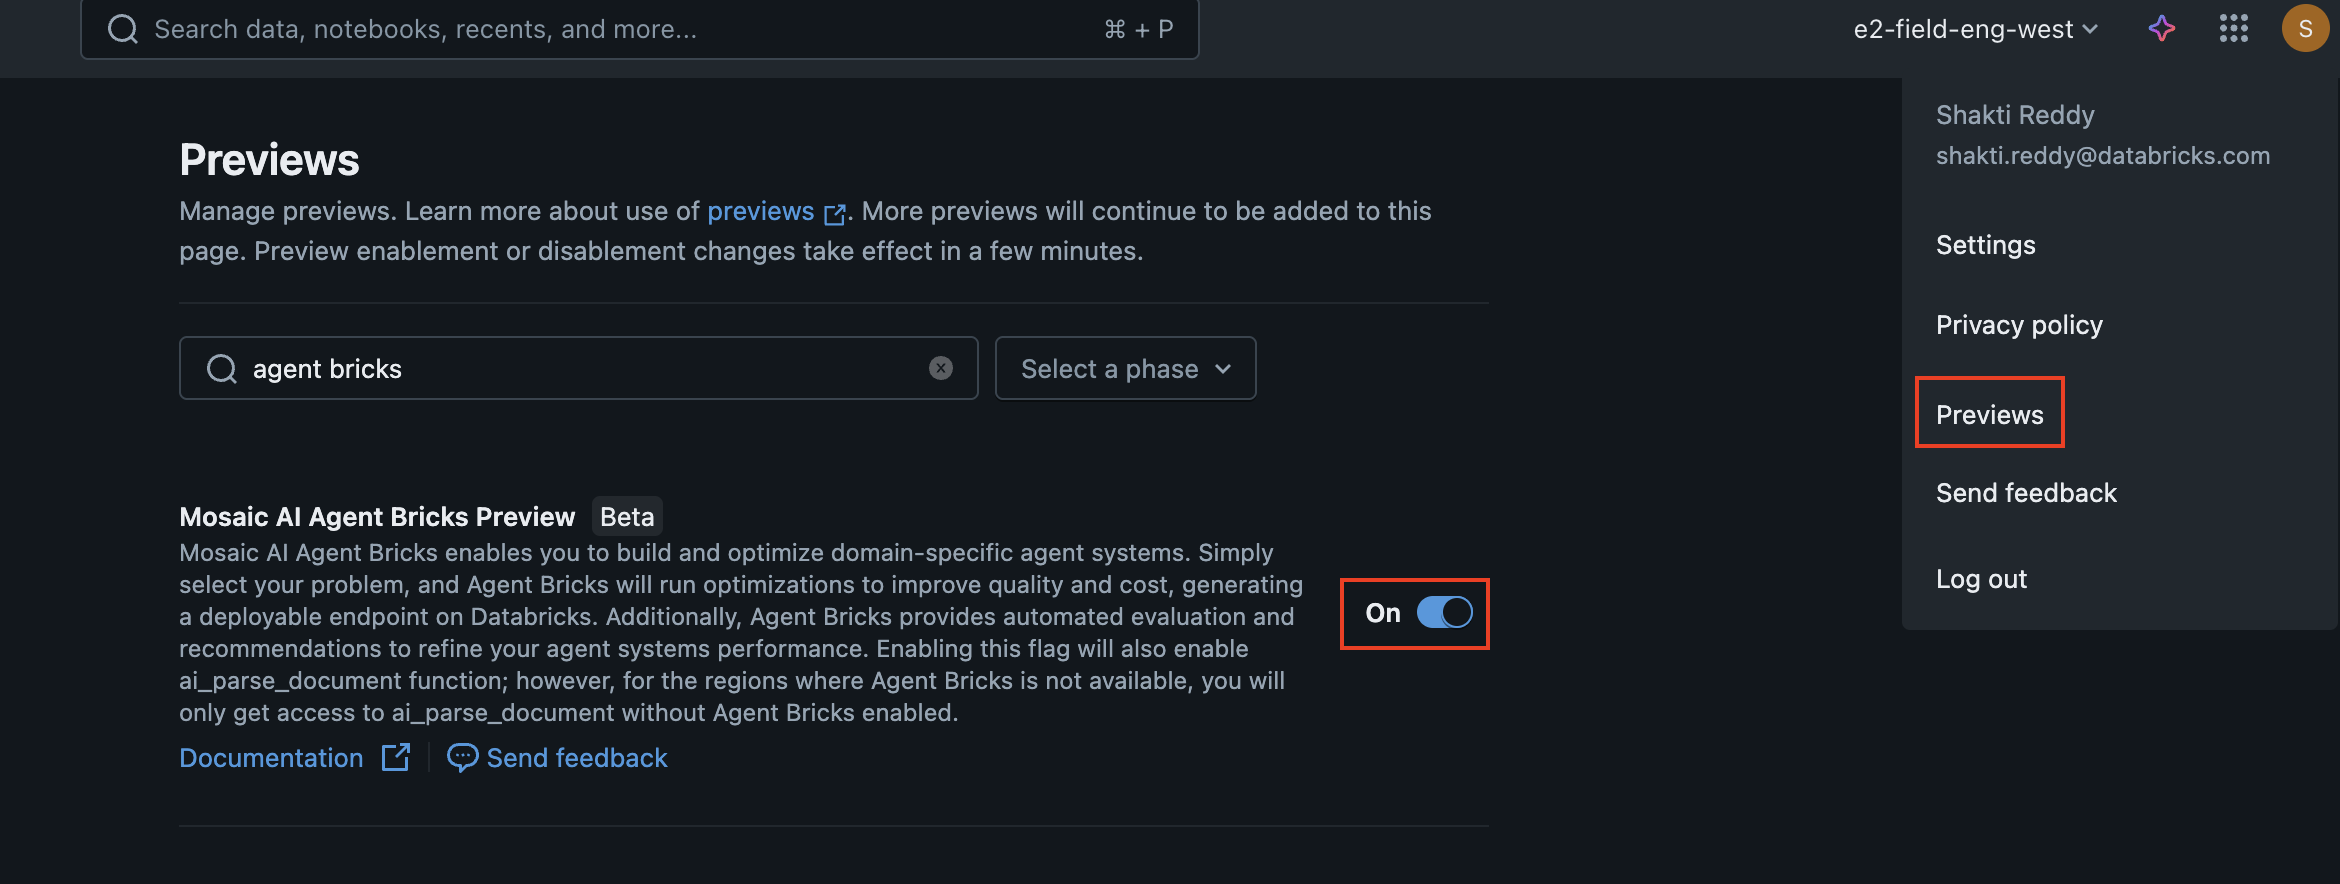 Search data, notebooks, recents, and more...
⌘ + P
e2-field-eng-west
S
Shakti Reddy
shakti.reddy@databricks.com
Settings
Privacy policy
Previews
Send feedback
Log out
Previews
Manage previews. Learn more about use of previews. More previews will continue to be added to this
page. Preview enablement or disablement changes take effect in a few minutes.
agent bricks
Select a phase
Mosaic AI Agent Bricks Preview Beta
Mosaic AI Agent Bricks enables you to build and optimize domain-specific agent systems. Simply
select your problem, and Agent Bricks will run optimizations to improve quality and cost, generating
a deployable endpoint on Databricks. Additionally, Agent Bricks provides automated evaluation and
recommendations to refine your agent systems performance. Enabling this flag will also enable
ai_parse_document function; however, for the regions where Agent Bricks is not available, you will
only get access to ai_parse_document without Agent Bricks enabled.
On
Documentation
Send feedback